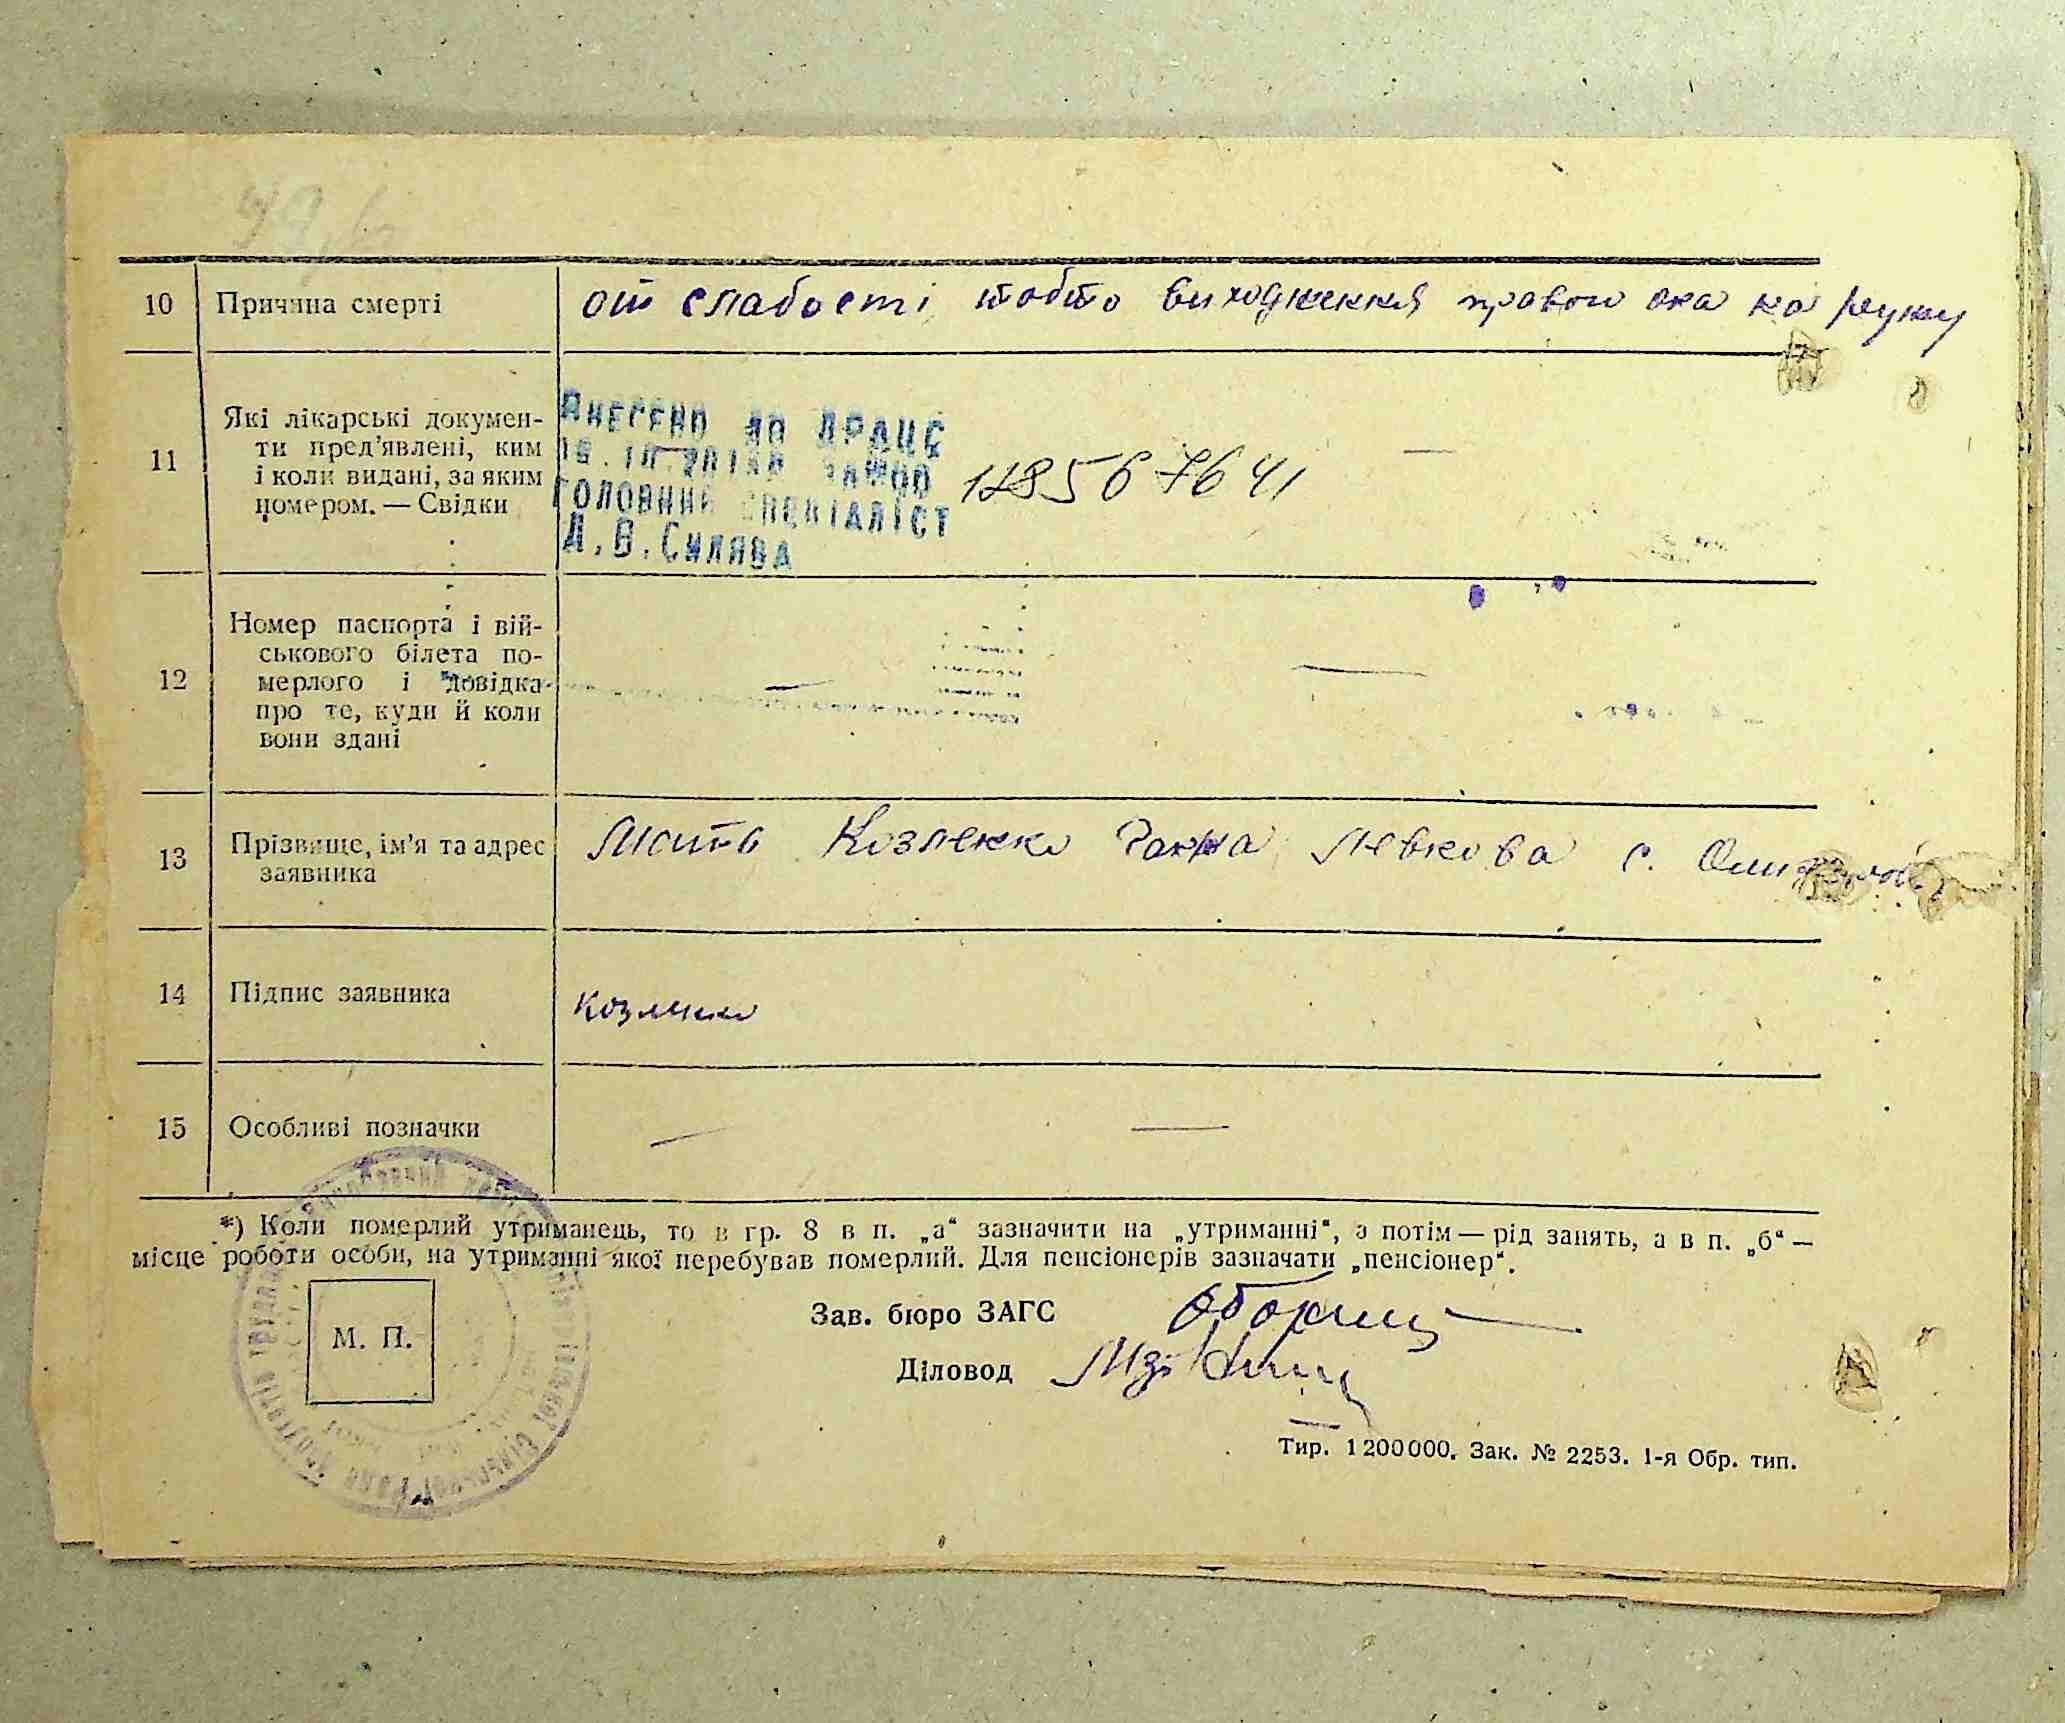 10 Причина смерті от слабості, тобто виходження правого ока на
11 Які лікарські докумен-
ти пред'явлені, ким
і коли видані, за яким
номером. — Свідки
Внесено до ДРАЦС
Головний спеціаліст
А.В. Силява
—
12 Номер паспорта і вій-
ськового білета по-
мерлого і довідка
про те, куди й коли
вони здані
— —
13 Прізвище, ім'я та адрес
заявника
Мать Козленко Ганна Левкова с.
14 Підпис заявника
Козленко
15 Особливі позначки — —
*) Коли померлий утриманець, то в гр. 8 в п. „а“ зазначити на „утриманні“, а потім — рід занять, а в п. „б“ —
місце роботи особи, на утриманні якої перебував померлий. Для пенсіонерів зазначати „пенсіонер“.
М. П.
Зав. бюро ЗАГС
Діловод
Тир. 1200000. Зак. № 2253. 1-я Обр. тип.